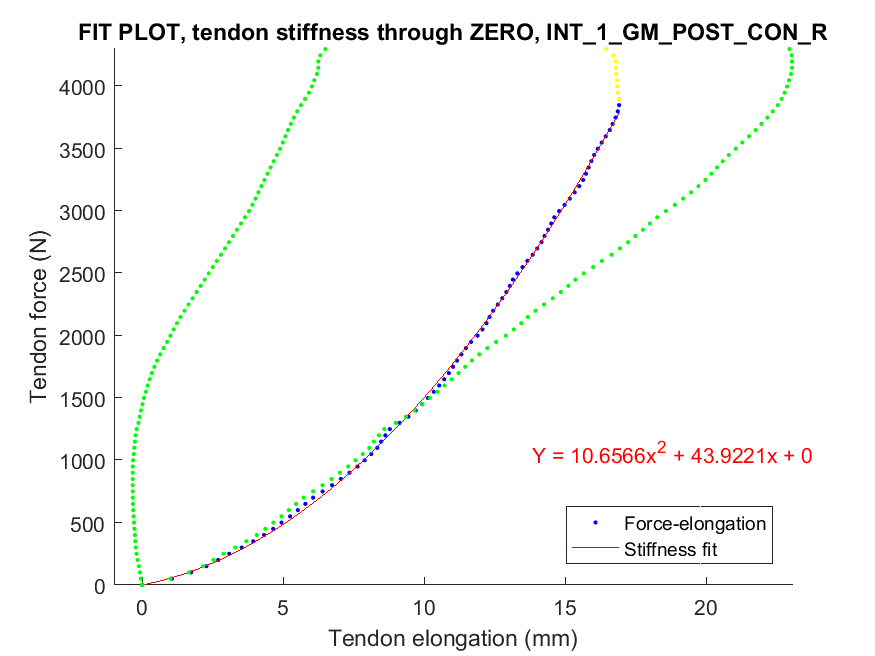 FIT PLOT, tendon stiffness through ZERO, INT_1_GM_POST_CON_R
Tendon force (N)
4000
3500
3000
2500
2000
1500
1000
500
0
Y = 10.6566x² + 43.9221x + 0
Force-elongation
Stiffness fit
0 5 10 15 20
Tendon elongation (mm)